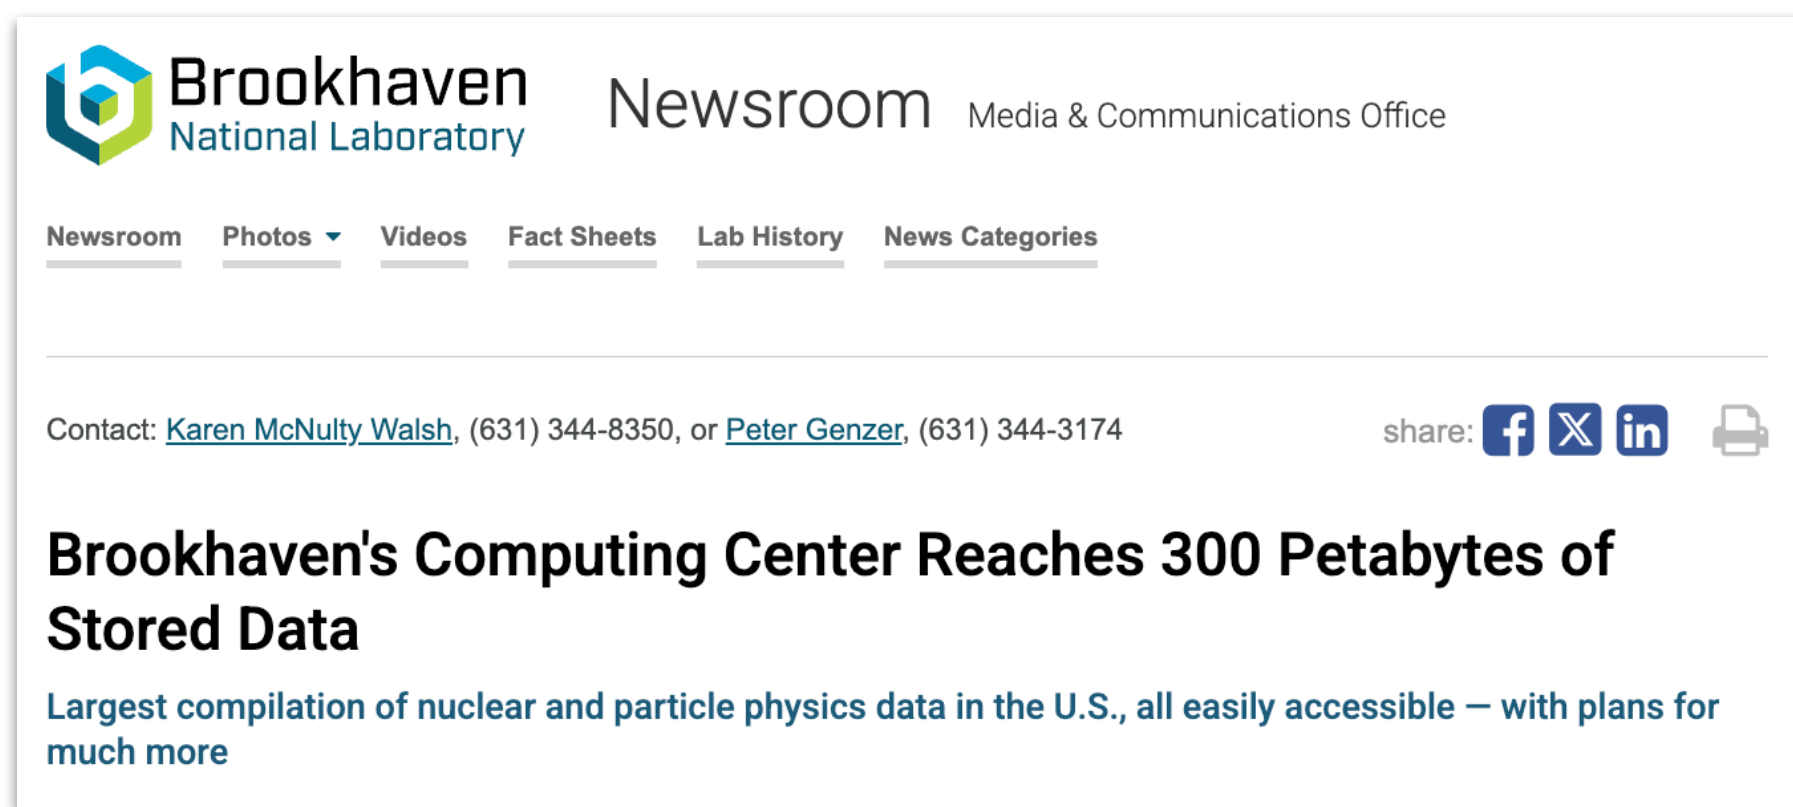 Brookhaven
National Laboratory
Newsroom Media & Communications Office
Newsroom Photos Videos Fact Sheets Lab History News Categories
Contact: Karen McNulty Walsh, (631) 344-8350, or Peter Genzer, (631) 344-3174 share:
Brookhaven's Computing Center Reaches 300 Petabytes of
Stored Data
Largest compilation of nuclear and particle physics data in the U.S., all easily accessible — with plans for
much more